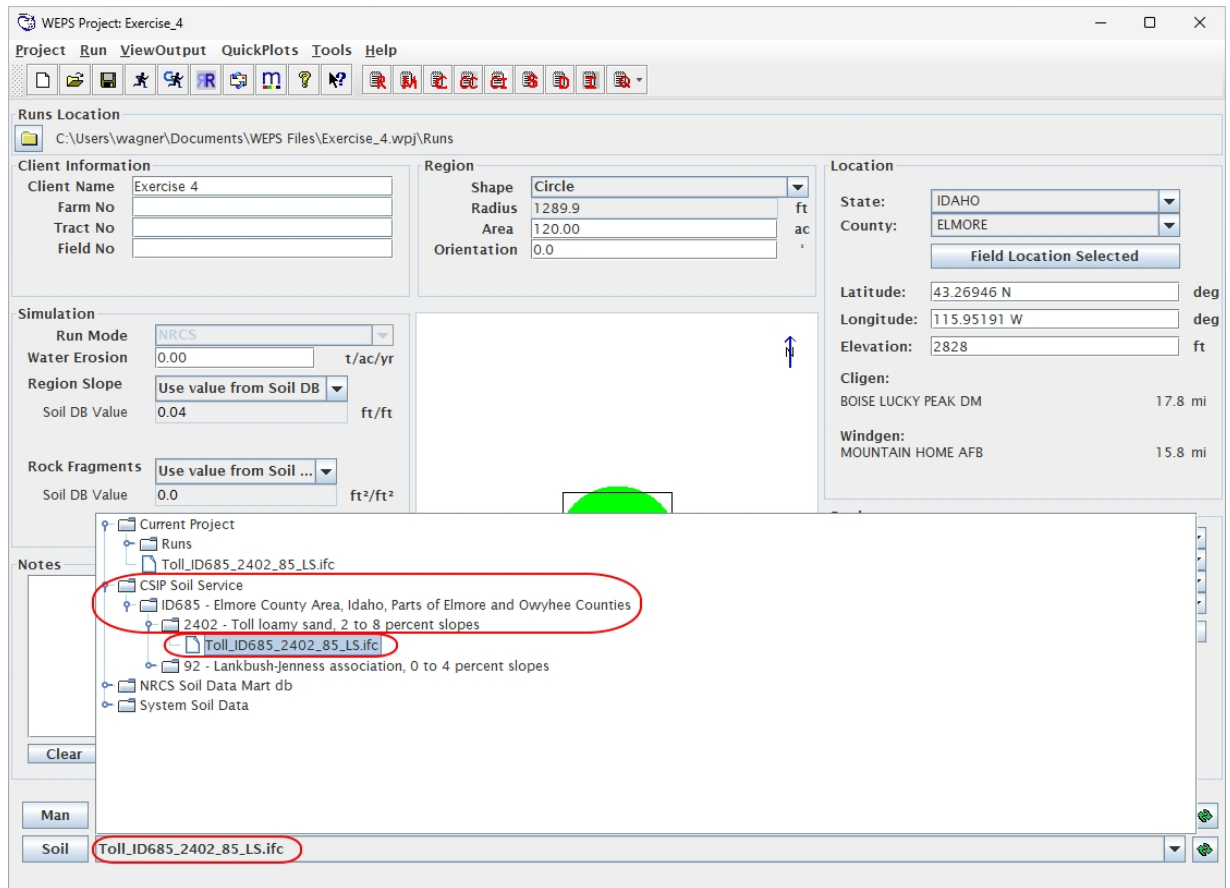 WEPS Project: Exercise_4
Project Run ViewOutput QuickPlots Tools Help
Runs Location
C:\Users\wagner\Documents\WEPS Files\Exercise_4.wpj\Runs
Client Information
Client Name Exercise 4
Farm No
Tract No
Field No
Region
Shape Circle
Radius 1289.9 ft
Area 120.00 ac
Orientation 0.0 °
Location
State: IDAHO
County: ELMORE
Field Location Selected
Latitude: 43.26946 N deg
Longitude: 115.95191 W deg
Elevation: 2828 ft
Cligen:
BOISE LUCKY PEAK DM 17.8 mi
Windgen:
MOUNTAIN HOME AFB 15.8 mi
Simulation
Run Mode NRCS
Water Erosion 0.00 t/ac/yr
Region Slope Use value from Soil DB
Soil DB Value 0.04 ft/ft
Rock Fragments Use value from Soil ...
Soil DB Value 0.0 ft²/ft²
N
Notes
Current Project
Runs
Toll_ID685_2402_85_LS.ifc
CSIP Soil Service
ID685 - Elmore County Area, Idaho, Parts of Elmore and Owyhee Counties
2402 - Toll loamy sand, 2 to 8 percent slopes
Toll_ID685_2402_85_LS.ifc
92 - Lankbush-Jenness association, 0 to 4 percent slopes
NRCS Soil Data Mart db
System Soil Data
Clear
Man
Soil Toll_ID685_2402_85_LS.ifc